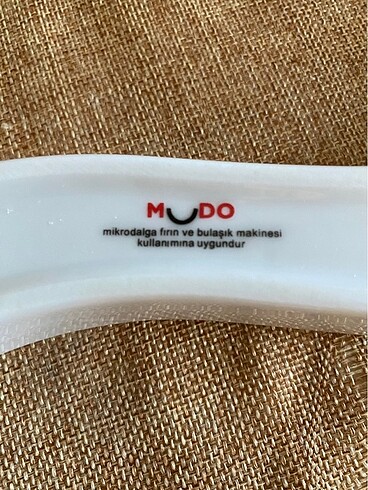 MUDO
mikrodalga fırın ve bulaşık makinesi
kullanımına uygundur